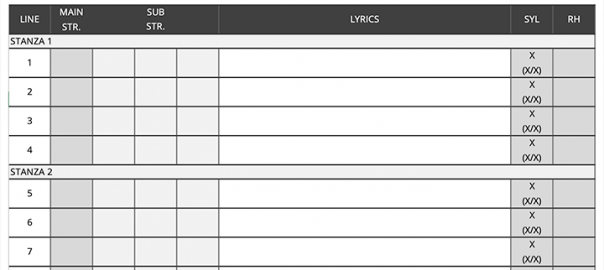 LINE MAIN STR. SUB STR. LYRICS SYL RH
STANZA 1
1 X (X/X)
2 X (X/X)
3 X (X/X)
4 X (X/X)
STANZA 2
5 X (X/X)
6 X (X/X)
7 X (X/X)